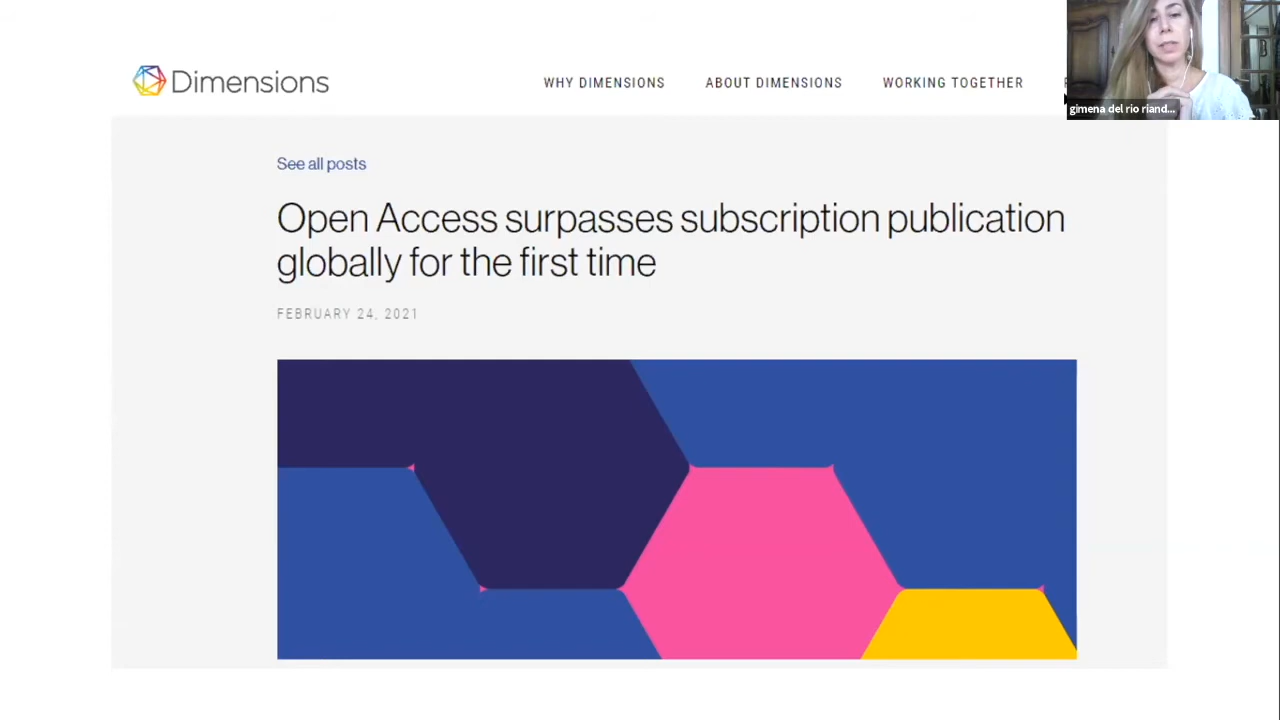 Dimensions
WHY DIMENSIONS
ABOUT DIMENSIONS
WORKING TOGETHER
gimena del rio riand...
See all posts
Open Access surpasses subscription publication
globally for the first time
FEBRUARY 24, 2021